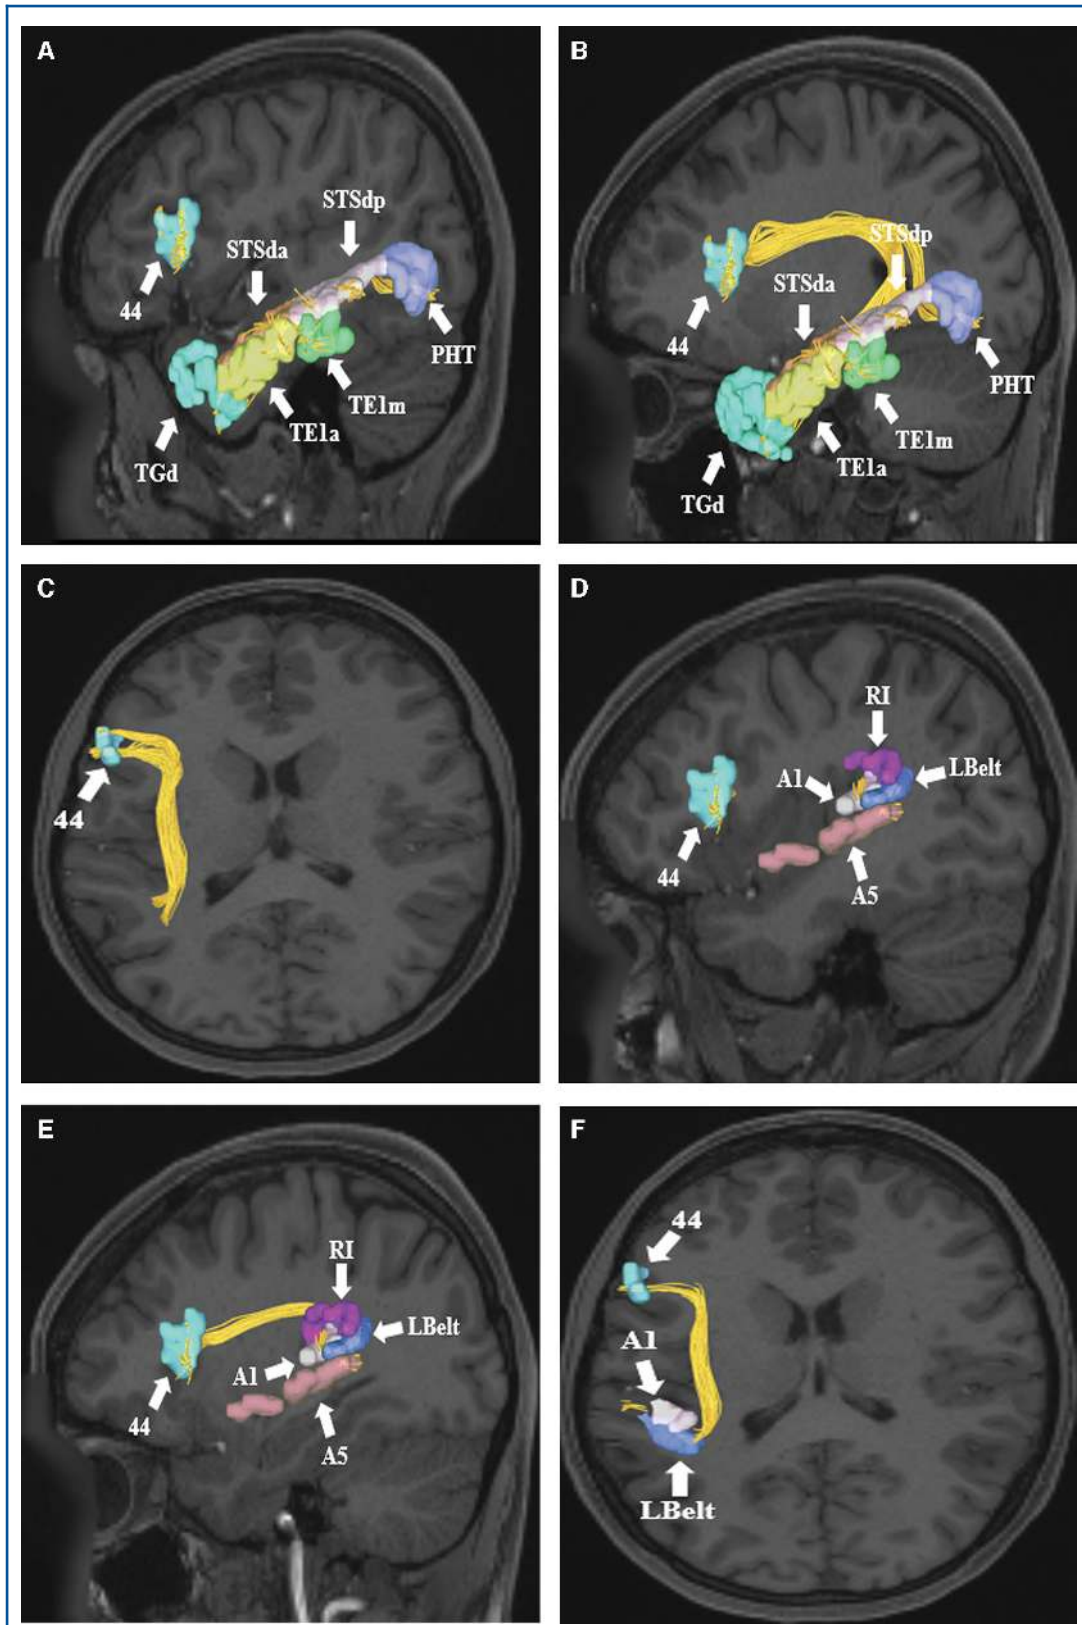 A
STSdp
STSda
44
PHT
TE1m
TE1a
TGd
B
STSdp
STSda
44
PHT
TE1m
TE1a
TGd
C
44
D
RI
A1
LBelt
44
A5
E
RI
LBelt
A1
44
A5
F
44
A1
LBelt